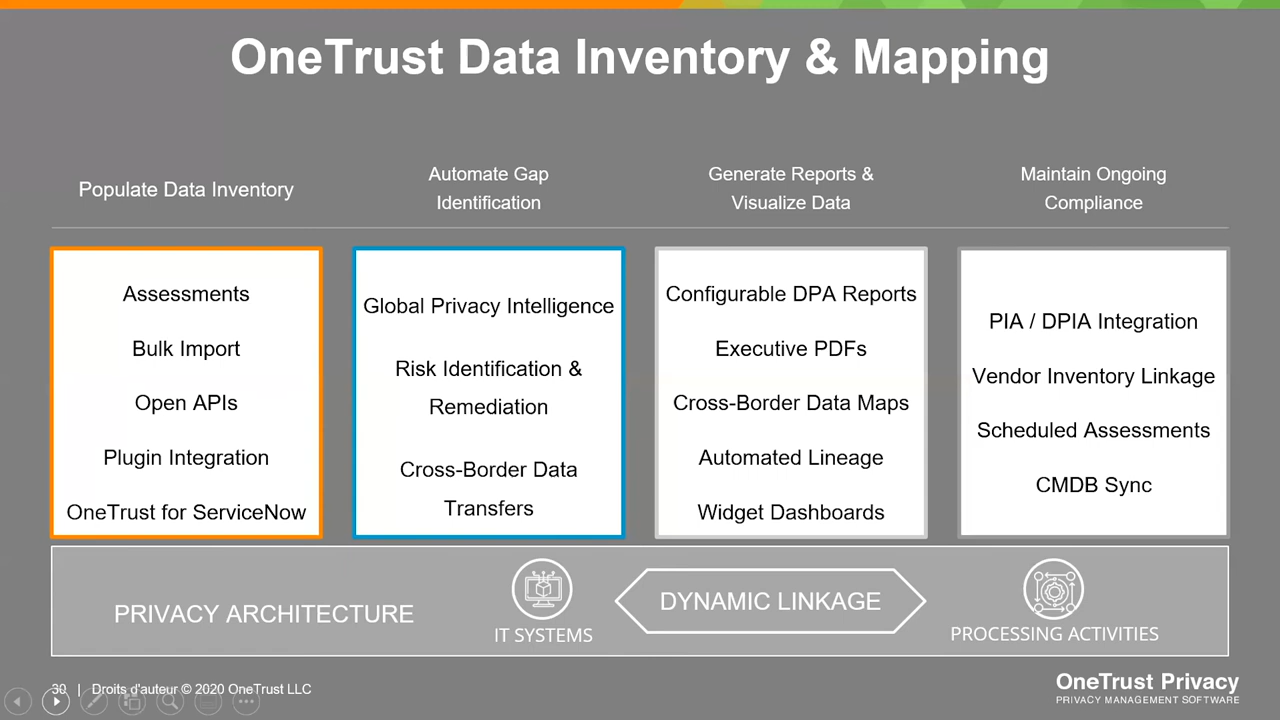 OneTrust Data Inventory & Mapping
Populate Data Inventory
Automate Gap
Identification
Generate Reports &
Visualize Data
Maintain Ongoing
Compliance
Assessments
Bulk Import
Open APIs
Plugin Integration
OneTrust for ServiceNow
Global Privacy Intelligence
Risk Identification &
Remediation
Cross-Border Data
Transfers
Configurable DPA Reports
Executive PDFs
Cross-Border Data Maps
Automated Lineage
Widget Dashboards
PIA / DPIA Integration
Vendor Inventory Linkage
Scheduled Assessments
CMDB Sync
PRIVACY ARCHITECTURE
IT SYSTEMS
DYNAMIC LINKAGE
PROCESSING ACTIVITIES
30 | Droits d'auteur © 2020 OneTrust LLC
OneTrust Privacy
PRIVACY MANAGEMENT SOFTWARE